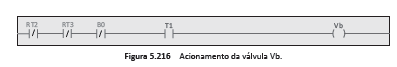 RT2 RT3 B0 T1 Vb
Figura 5.216 Acionamento da válvula Vb.